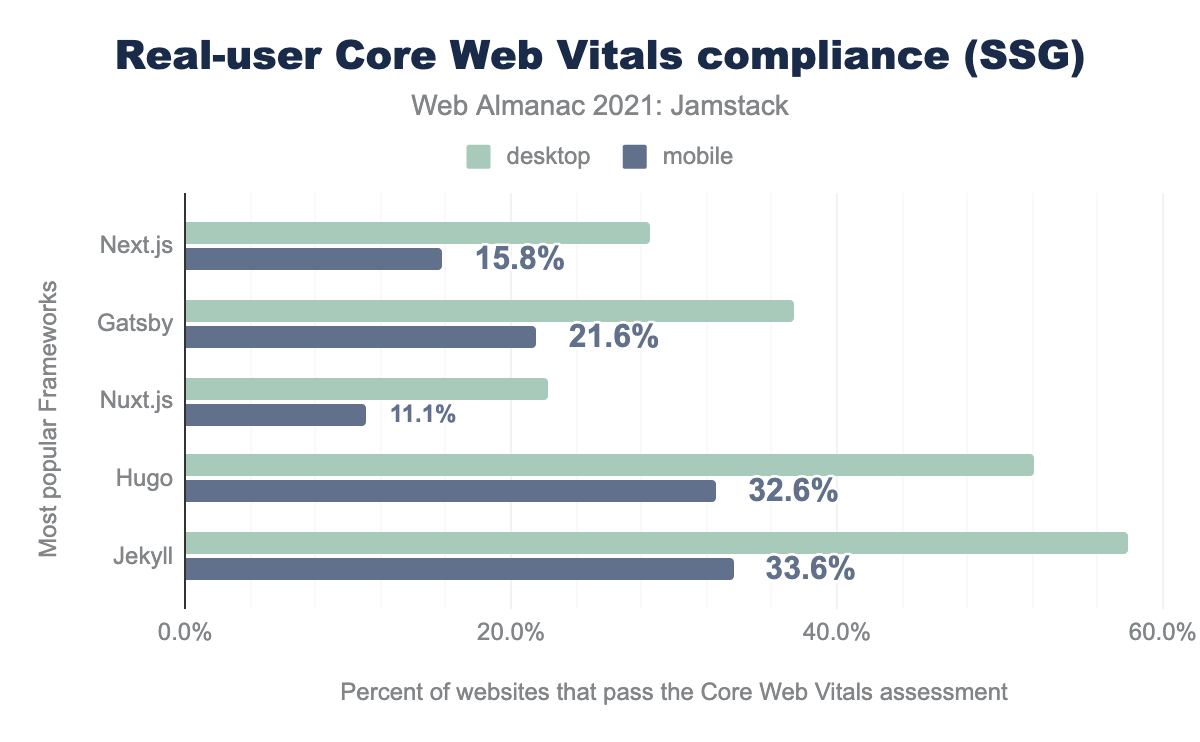 Real-user Core Web Vitals compliance (SSG)
Web Almanac 2021: Jamstack
desktop mobile
Most popular Frameworks
Next.js 15.8%
Gatsby 21.6%
Nuxt.js 11.1%
Hugo 32.6%
Jekyll 33.6%
0.0% 20.0% 40.0% 60.0%
Percent of websites that pass the Core Web Vitals assessment